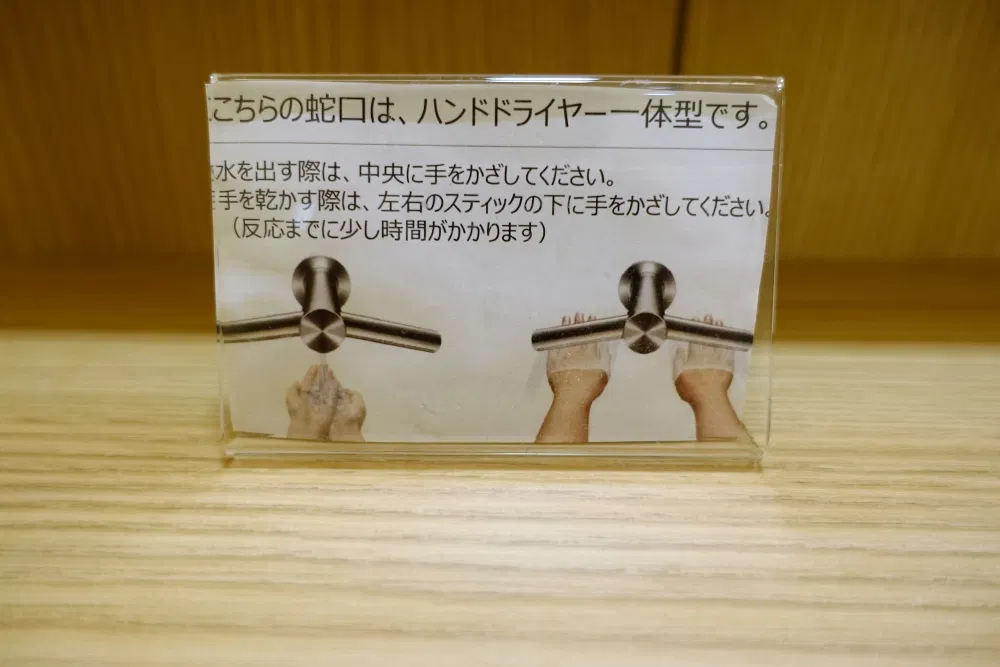 こちらの蛇口は、ハンドドライヤー一体型です。
水を出す際は、中央に手をかざしてください。
手を乾かす際は、左右のスティックの下に手をかざしてください。
（反応までに少し時間がかかります）